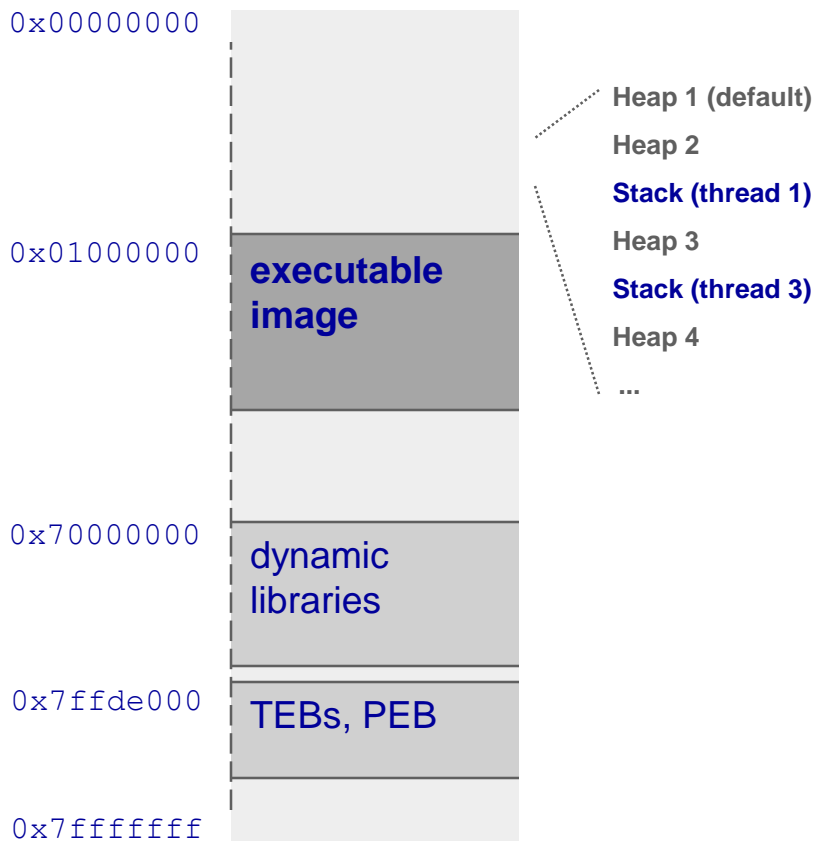 0x00000000
Heap 1 (default)
Heap 2
Stack (thread 1)
Heap 3
Stack (thread 3)
Heap 4
...
0x01000000
executable
image
0x70000000
dynamic
libraries
0x7ffde000
TEBs, PEB
0x7fffffff